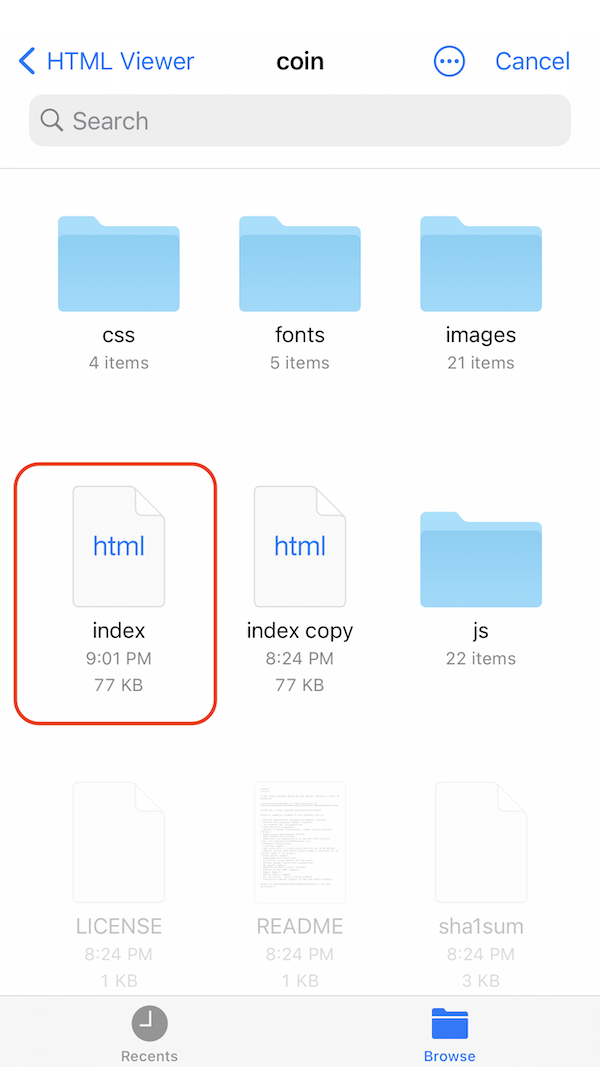 HTML Viewer coin Cancel
Search
css fonts images
4 items 5 items 21 items
html html
index index copy js
9:01 PM 8:24 PM 22 items
77 KB 77 KB
LICENSE README sha1sum
8:24 PM 8:24 PM 8:24 PM
1 KB 1 KB 3 KB
Recents Browse